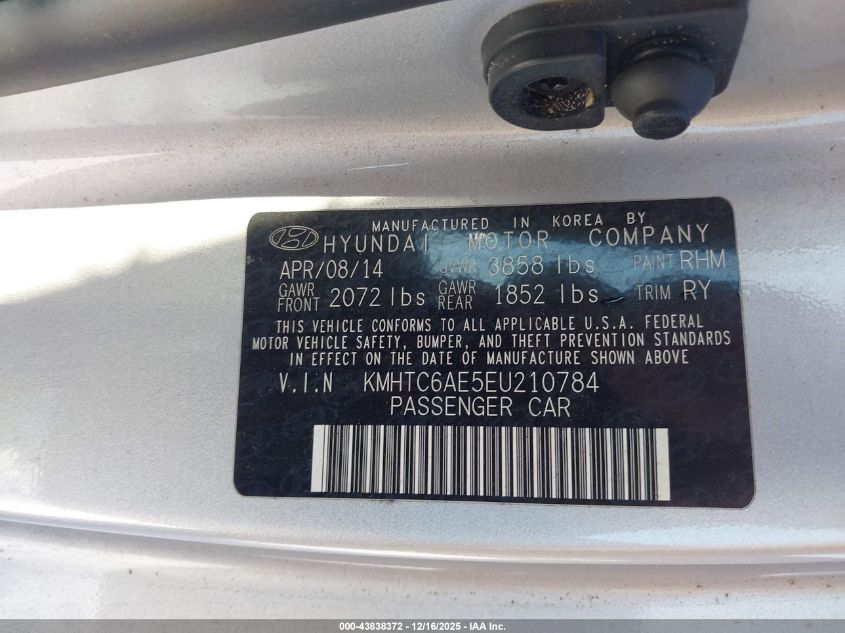 MANUFACTURED IN KOREA BY
HYUNDAI MOTOR COMPANY
APR/08/14 GVWR 3858 lbs PAINT RHM
GAWR FRONT 2072 lbs GAWR REAR 1852 lbs TRIM RY
THIS VEHICLE CONFORMS TO ALL APPLICABLE U.S.A. FEDERAL
MOTOR VEHICLE SAFETY, BUMPER, AND THEFT PREVENTION STANDARDS
IN EFFECT ON THE DATE OF MANUFACTURE SHOWN ABOVE
V.I.N KMHTC6AE5EU210784
PASSENGER CAR
000-43838372 - 12/16/2025 - IAA Inc.